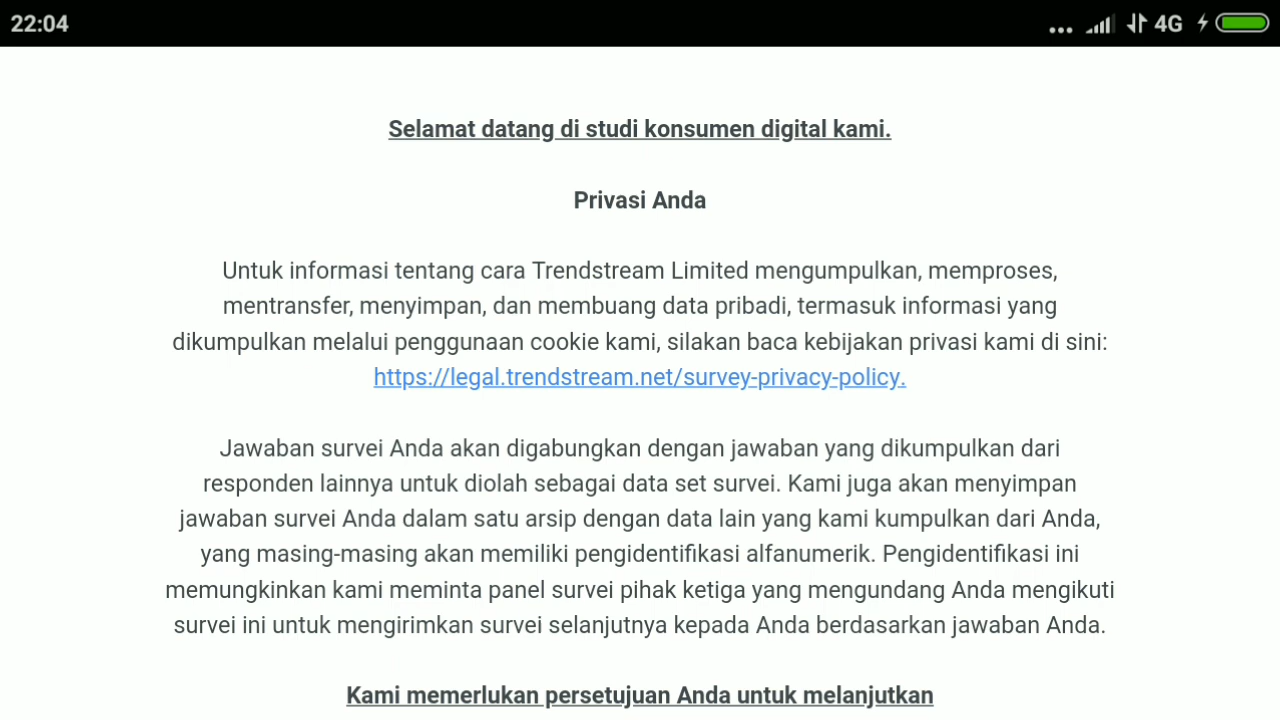 22:04
4G
Selamat datang di studi konsumen digital kami.
Privasi Anda
Untuk informasi tentang cara Trendstream Limited mengumpulkan, memproses,
mentransfer, menyimpan, dan membuang data pribadi, termasuk informasi yang
dikumpulkan melalui penggunaan cookie kami, silakan baca kebijakan privasi kami di sini:
https://legal.trendstream.net/survey-privacy-policy.
Jawaban survei Anda akan digabungkan dengan jawaban yang dikumpulkan dari
responden lainnya untuk diolah sebagai data set survei. Kami juga akan menyimpan
jawaban survei Anda dalam satu arsip dengan data lain yang kami kumpulkan dari Anda,
yang masing-masing akan memiliki pengidentifikasi alfanumerik. Pengidentifikasi ini
memungkinkan kami meminta panel survei pihak ketiga yang mengundang Anda mengikuti
survei ini untuk mengirimkan survei selanjutnya kepada Anda berdasarkan jawaban Anda.
Kami memerlukan persetujuan Anda untuk melanjutkan